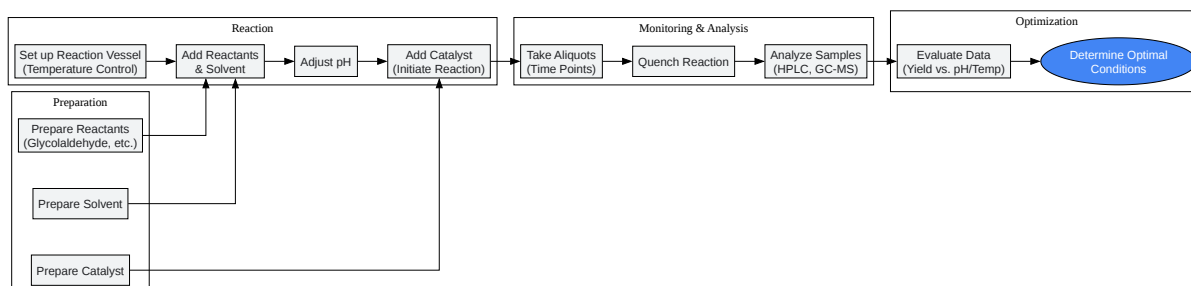 Reaction
Set up Reaction Vessel
(Temperature Control)
Add Reactants
& Solvent
Adjust pH
Add Catalyst
(Initiate Reaction)
Monitoring & Analysis
Take Aliquots
(Time Points)
Quench Reaction
Analyze Samples
(HPLC, GC-MS)
Optimization
Evaluate Data
(Yield vs. pH/Temp)
Determine Optimal
Conditions
Preparation
Prepare Reactants
(Glycolaldehyde, etc.)
Prepare Solvent
Prepare Catalyst